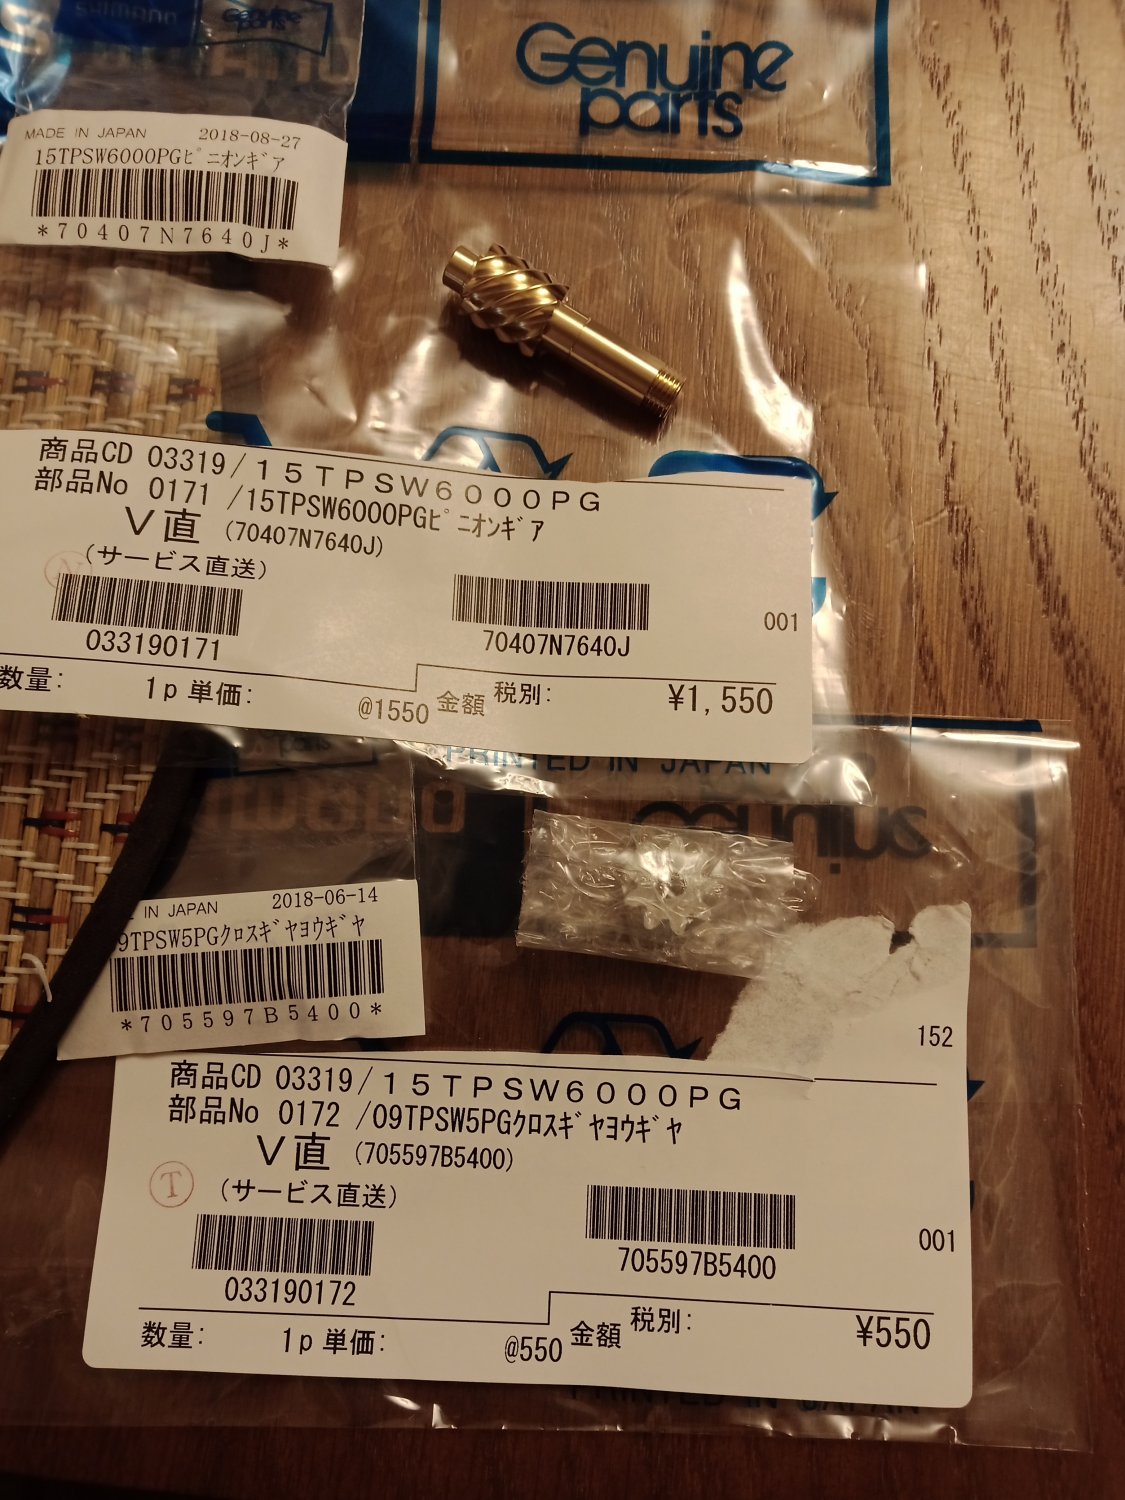 SHIMANO
Genuine
parts
Genuine
parts
MADE IN JAPAN 2018-08-27
15TPSW6000PGﾋﾟﾆｵﾝｷﾞｱ
*70407N7640J*
商品CD 03319/15TPSW6000PG
部品No 0171 /15TPSW6000PGﾋﾟﾆｵﾝｷﾞｱ
V直 (70407N7640J)
(サービス直送)
033190171
70407N7640J
001
数量: 1p 単価: @1550 金額 税別: ¥1,550
parts
PRINTED IN JAPAN
Genuine
IN JAPAN 2018-06-14
9TPSW5PGｸﾛｽｷﾞﾔﾖｳｷﾞﾔ
*705597B5400*
152
商品CD 03319/15TPSW6000PG
部品No 0172 /09TPSW5PGｸﾛｽｷﾞﾔﾖｳｷﾞﾔ
V直 (705597B5400)
T
(サービス直送)
033190172
705597B5400
001
数量: 1p 単価: @550 金額 税別: ¥550
PRINTED IN JAPAN